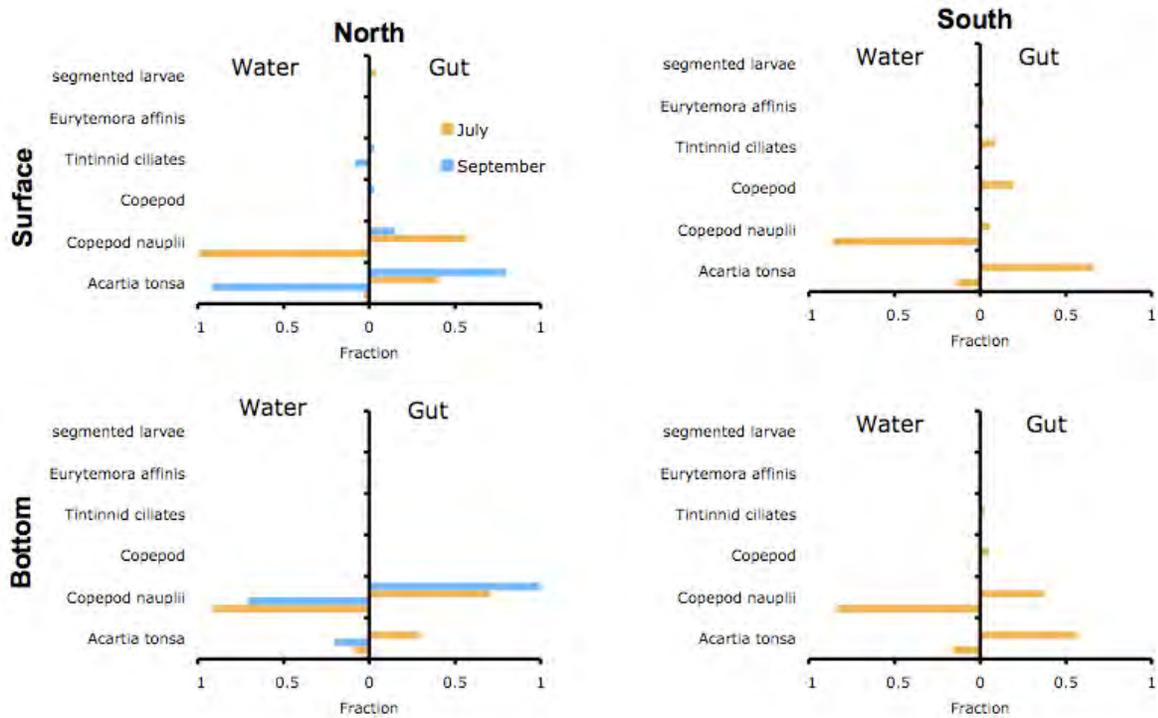 North
South
Surface
Water
Gut
segmented larvae
Eurytemora affinis
Tintinnid ciliates
Copepod
Copepod nauplii
Acartia tonsa
July
September
1 0.5 0 0.5 1
Fraction
Water
Gut
segmented larvae
Eurytemora affinis
Tintinnid ciliates
Copepod
Copepod nauplii
Acartia tonsa
1 0.5 0 0.5 1
Fraction
Bottom
Water
Gut
segmented larvae
Eurytemora affinis
Tintinnid ciliates
Copepod
Copepod nauplii
Acartia tonsa
1 0.5 0 0.5 1
Fraction
Water
Gut
segmented larvae
Eurytemora affinis
Tintinnid ciliates
Copepod
Copepod nauplii
Acartia tonsa
1 0.5 0 0.5 1
Fraction